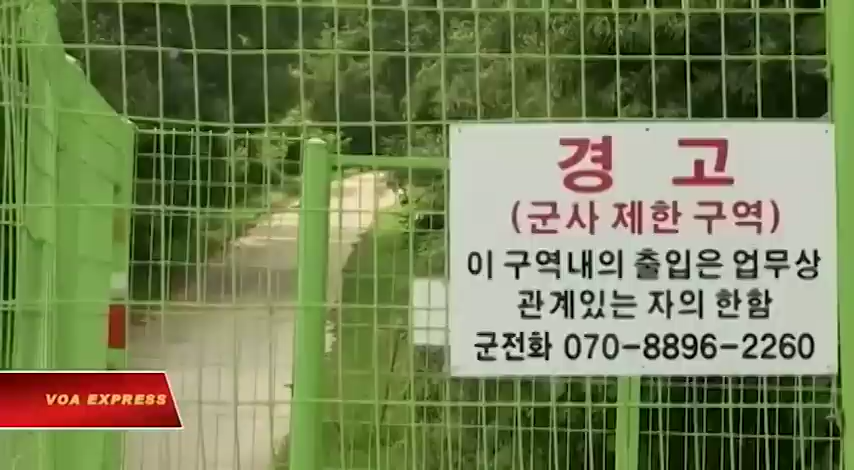 경 고
(군사 제한 구역)
이 구역내의 출입은 업무상
관계있는 자의 한함
군전화 070-8896-2260
VOA EXPRESS